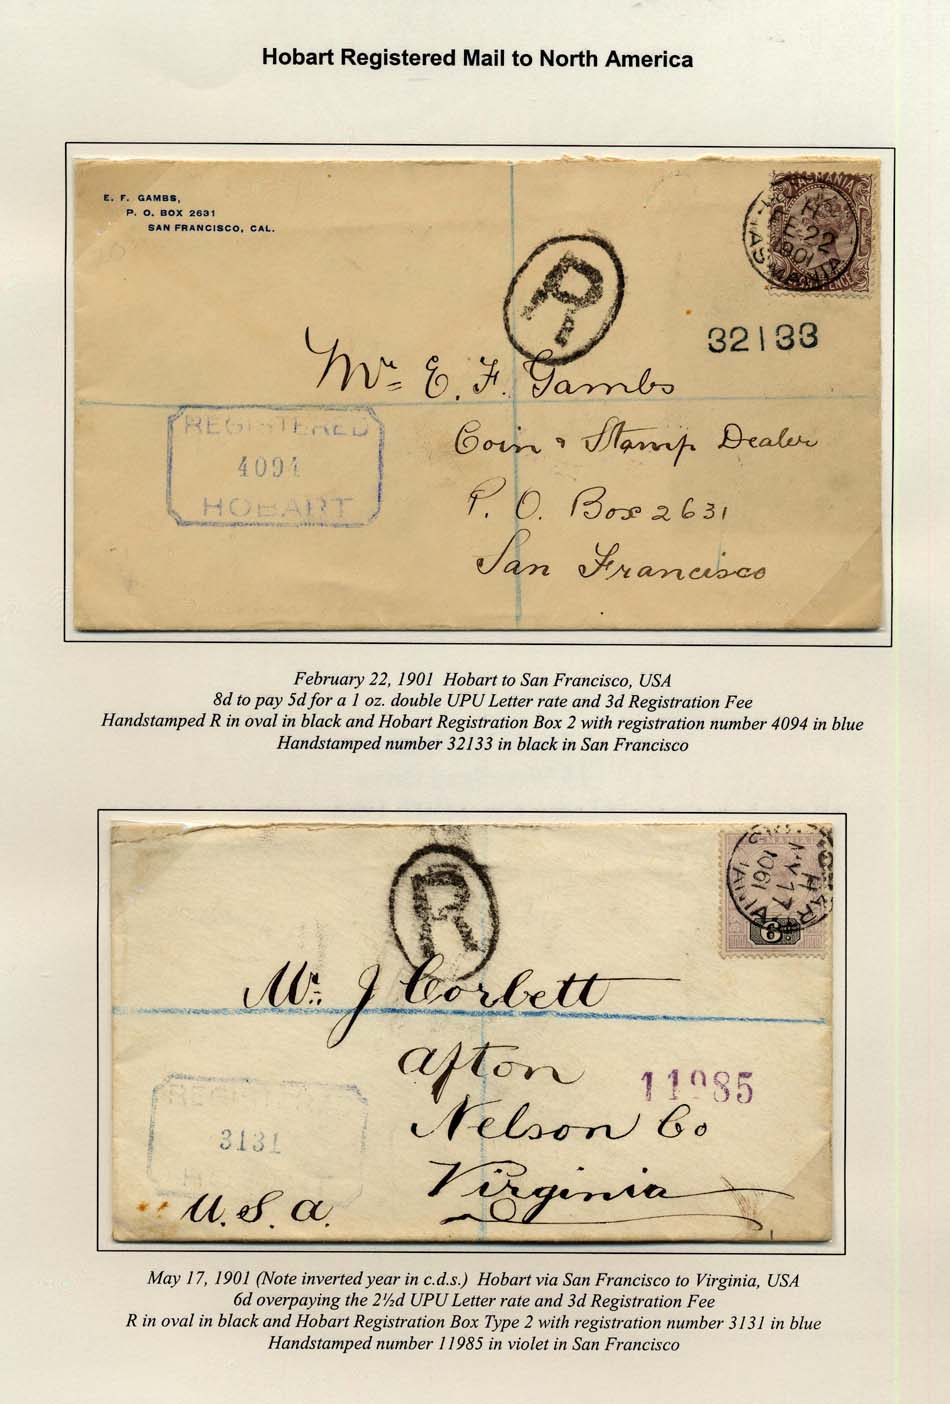 Hobart Registered Mail to North America
E. F. GAMBS,
P. O. BOX 2631
SAN FRANCISCO, CAL.
TASMANIA
PENCE
22
1901
TASMANIA
R
32133
Mr E. F. Gambs
Coin & Stamp Dealer
P. O. Box 2631
San Francisco
REGISTERED
4094
HOBART
February 22, 1901 Hobart to San Francisco, USA
8d to pay 5d for a 1 oz. double UPU Letter rate and 3d Registration Fee
Handstamped R in oval in black and Hobart Registration Box 2 with registration number 4094 in blue
Handstamped number 32133 in black in San Francisco
R
MY 17
1061
6d
Mr. J Corbett
Afton
11985
Nelson Co
Virginia
U. S. A.
REGISTERED
3131
May 17, 1901 (Note inverted year in c.d.s.) Hobart via San Francisco to Virginia, USA
6d overpaying the 2½d UPU Letter rate and 3d Registration Fee
R in oval in black and Hobart Registration Box Type 2 with registration number 3131 in blue
Handstamped number 11985 in violet in San Francisco